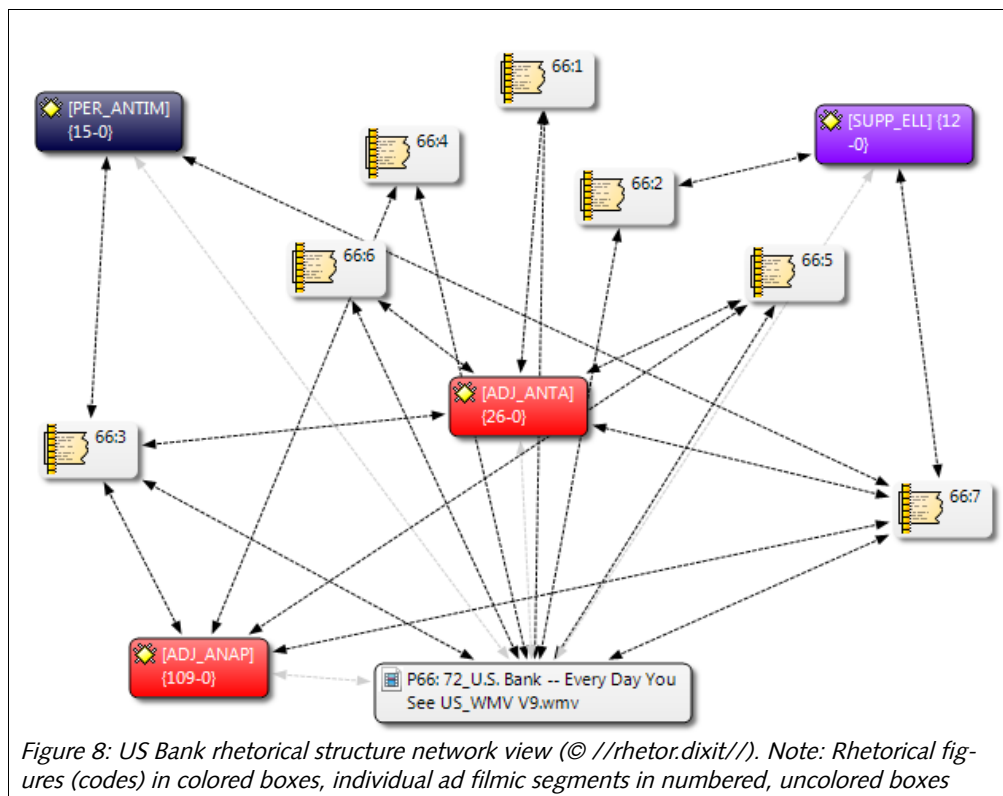 66:1
[PER_ANTIM]
{15-0}
[SUPP_ELL] {12
-0}
66:4
66:2
66:6
66:5
[ADJ_ANTA]
{26-0}
66:3
66:7
[ADJ_ANAP]
{109-0}
P66: 72_U.S. Bank -- Every Day You
See US_WMV V9.wmv
Figure 8: US Bank rhetorical structure network view (© //rhetor.dixit//). Note: Rhetorical fig-
ures (codes) in colored boxes, individual ad filmic segments in numbered, uncolored boxes